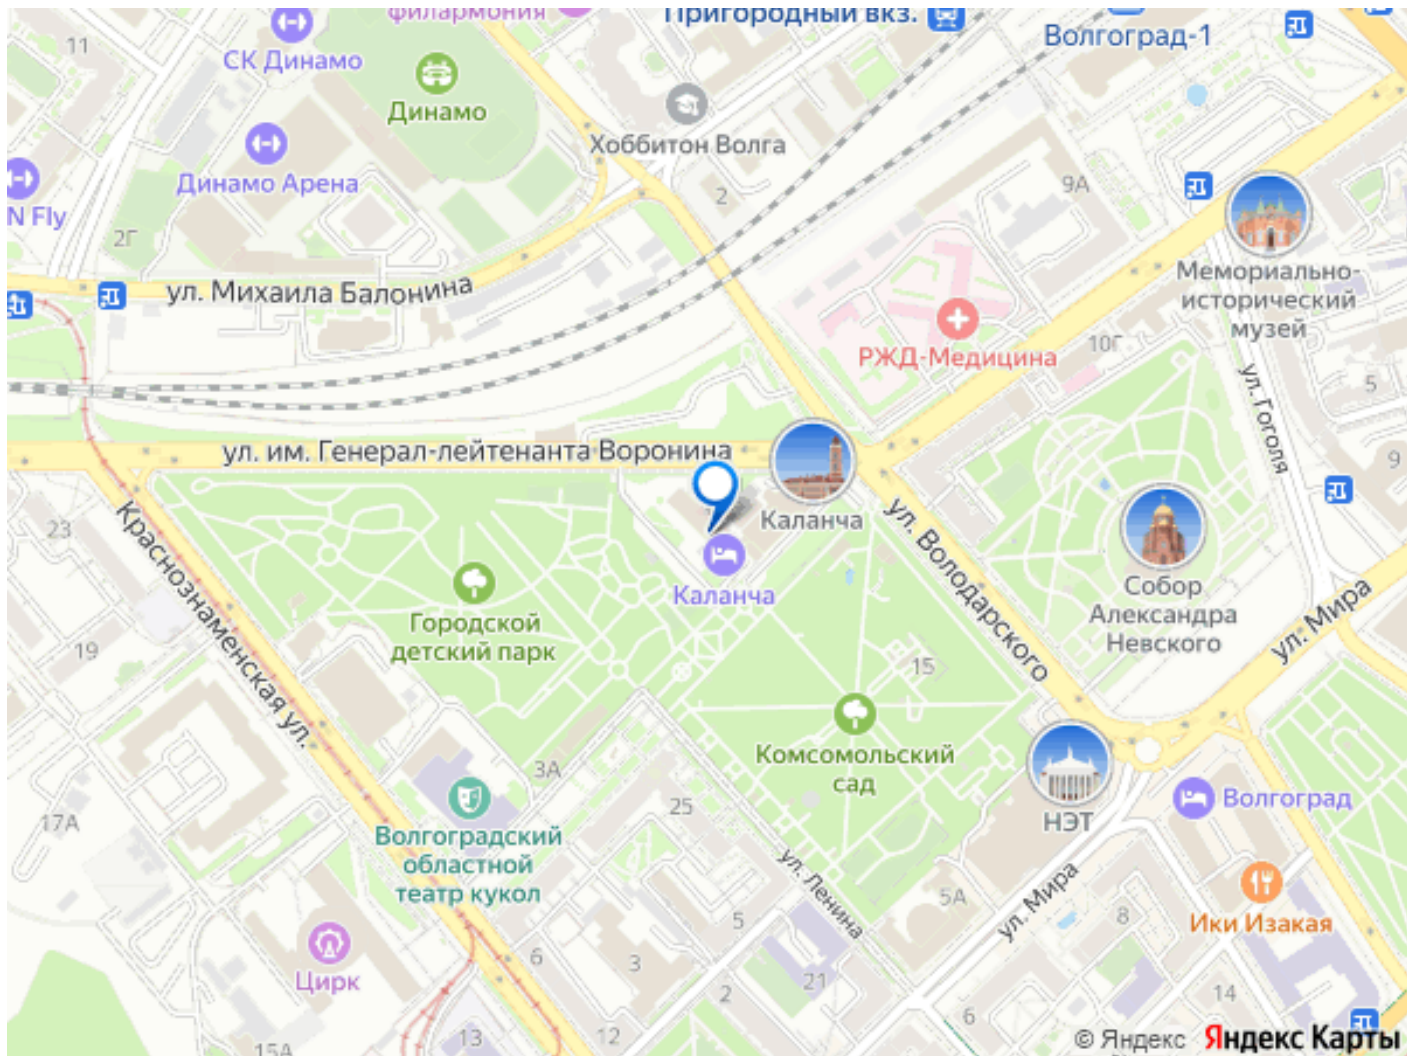 филармония
Пригородный вкз.
11
СК Динамо
Волгоград-1
Динамо
Хоббитон Волга
Динамо Арена
9А
2
N Fly
2Г
ул. Михаила Балонина
Мемориально-
исторический
музей
РЖД-Медицина
10Г
ул. Гоголя
5
ул. им. Генерал-лейтенанта Воронина
9
Каланча
ул. Володарского
23
Краснознаменская ул.
Каланча
Собор
Александра
Невского
ул. Мира
Городской
детский парк
19
15
Комсомольский
сад
3А
Волгоград
25
НЭТ
17А
Волгоградский
областной
театр кукол
ул. Ленина
5А
ул. Мира
8
Ики Изакая
5
6
3
Цирк
21
2
14
6
13
12
15А
© Яндекс Яндекс Карты